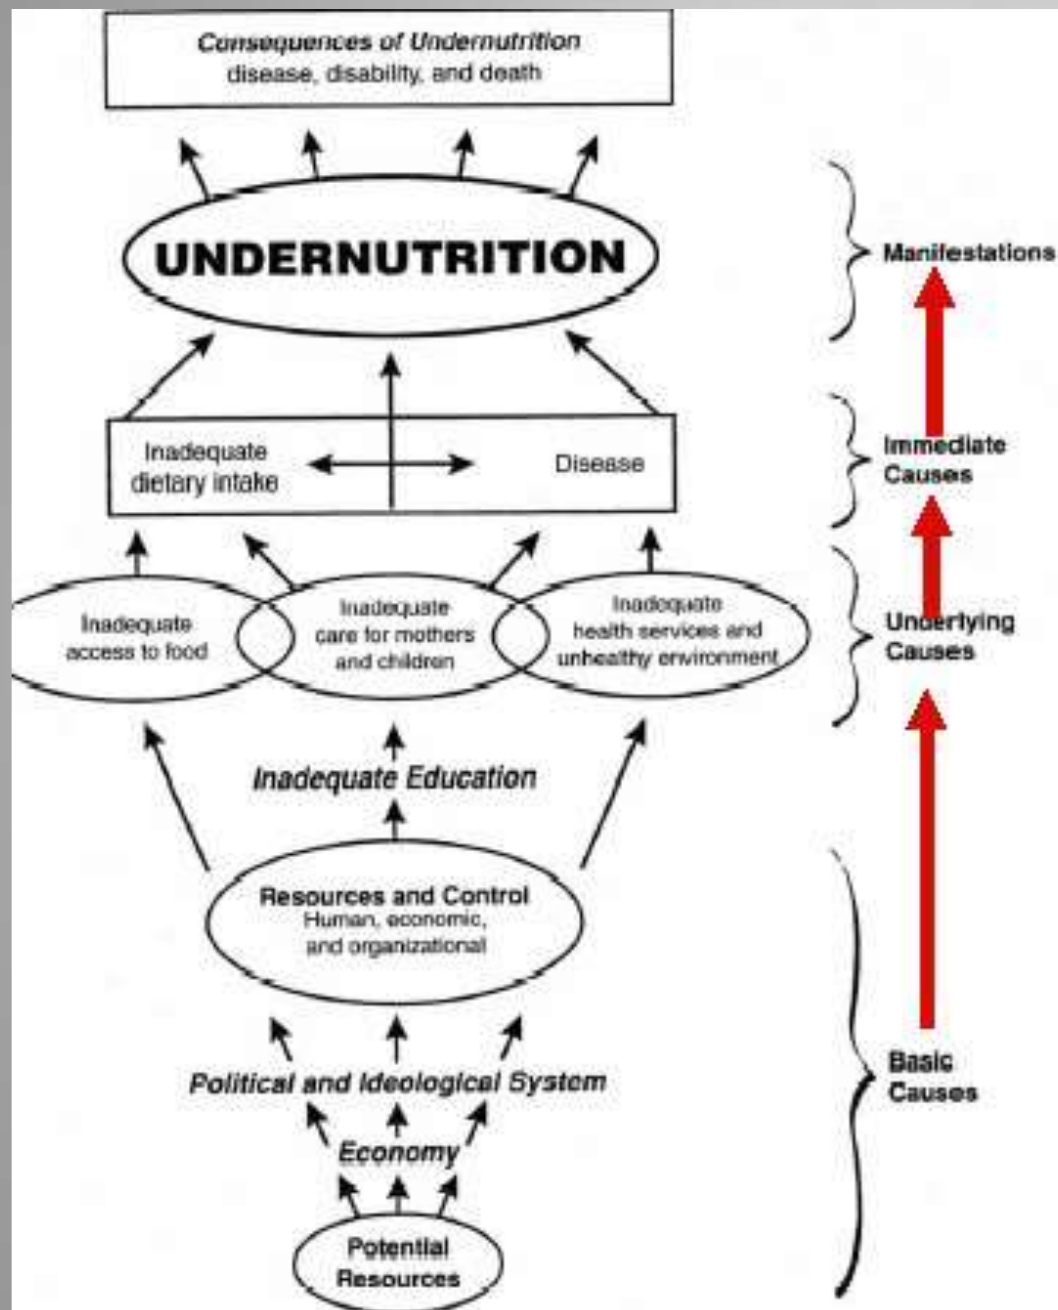 Consequences of Undernutrition
disease, disability, and death
UNDERNUTRITION
Manifestations
Inadequate
dietary intake
Disease
Immediate
Causes
Inadequate
access to food
Inadequate
care for mothers
and children
Inadequate
health services and
unhealthy environment
Underlying
Causes
Inadequate Education
Resources and Control
Human, economic,
and organizational
Political and Ideological System
Basic
Causes
Economy
Potential
Resources